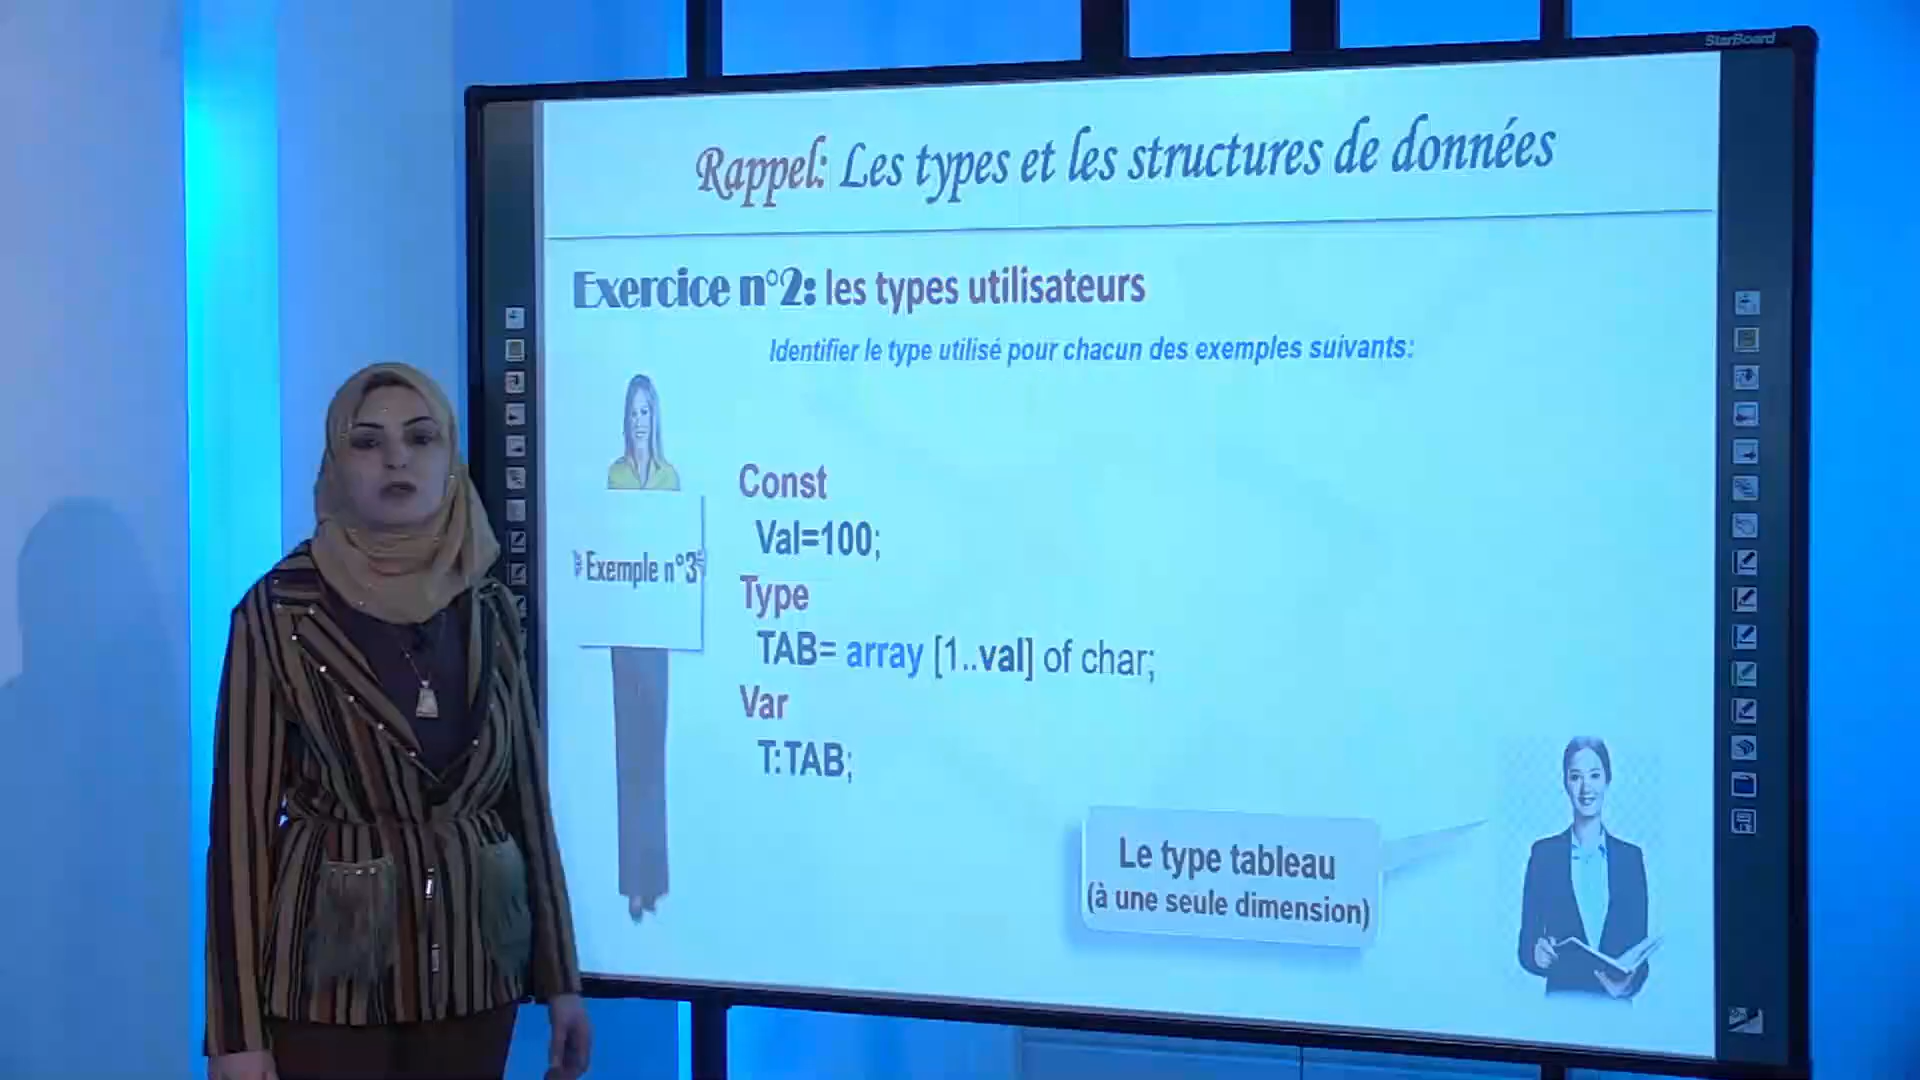 StarBoard
Rappel: Les types et les structures de données
Exercice n°2: les types utilisateurs
Identifier le type utilisé pour chacun des exemples suivants:
Exemple n°3
Const
Val=100;
Type
TAB= array [1..val] of char;
Var
T:TAB;
Le type tableau
(à une seule dimension)